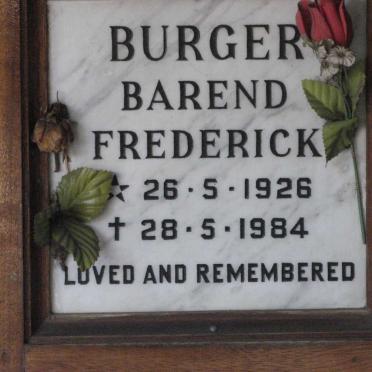 BURGER
BAREND
FREDERICK
★ 26·5·1926
✝ 28·5·1984
LOVED AND REMEMBERED